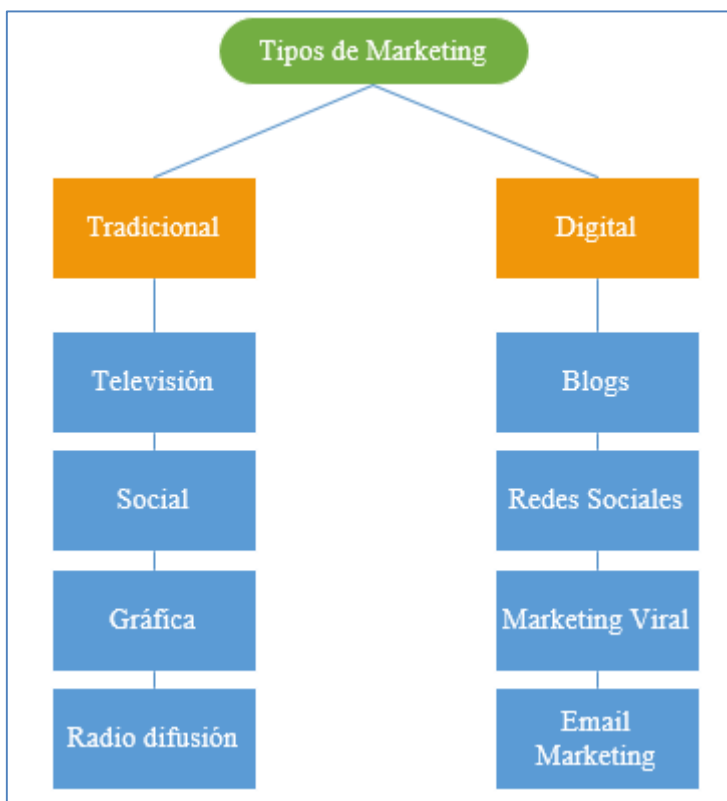 Tipos de Marketing
Tradicional
Digital
Televisión
Blogs
Social
Redes Sociales
Gráfica
Marketing Viral
Radio difusión
Email
Marketing